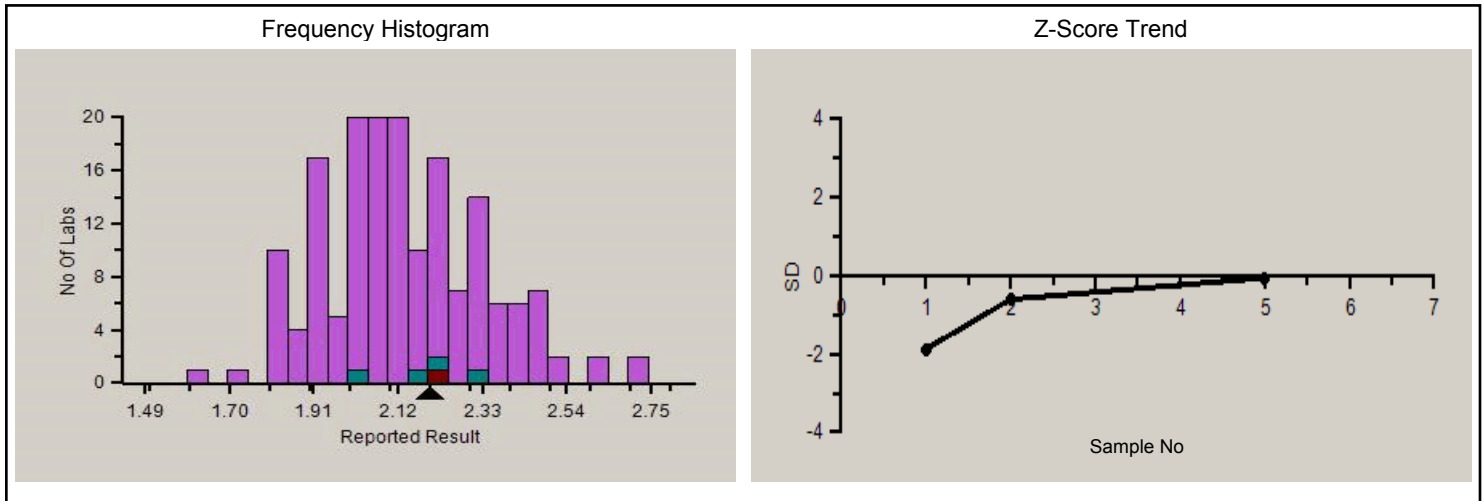 Frequency Histogram
20
16
12
8
4
0
No Of Labs
1.49 1.70 1.91 2.12 2.33 2.54 2.75
Reported Result
Z-Score Trend
4
2
0
-2
-4
SD
0 1 2 3 4 5 6 7
Sample No